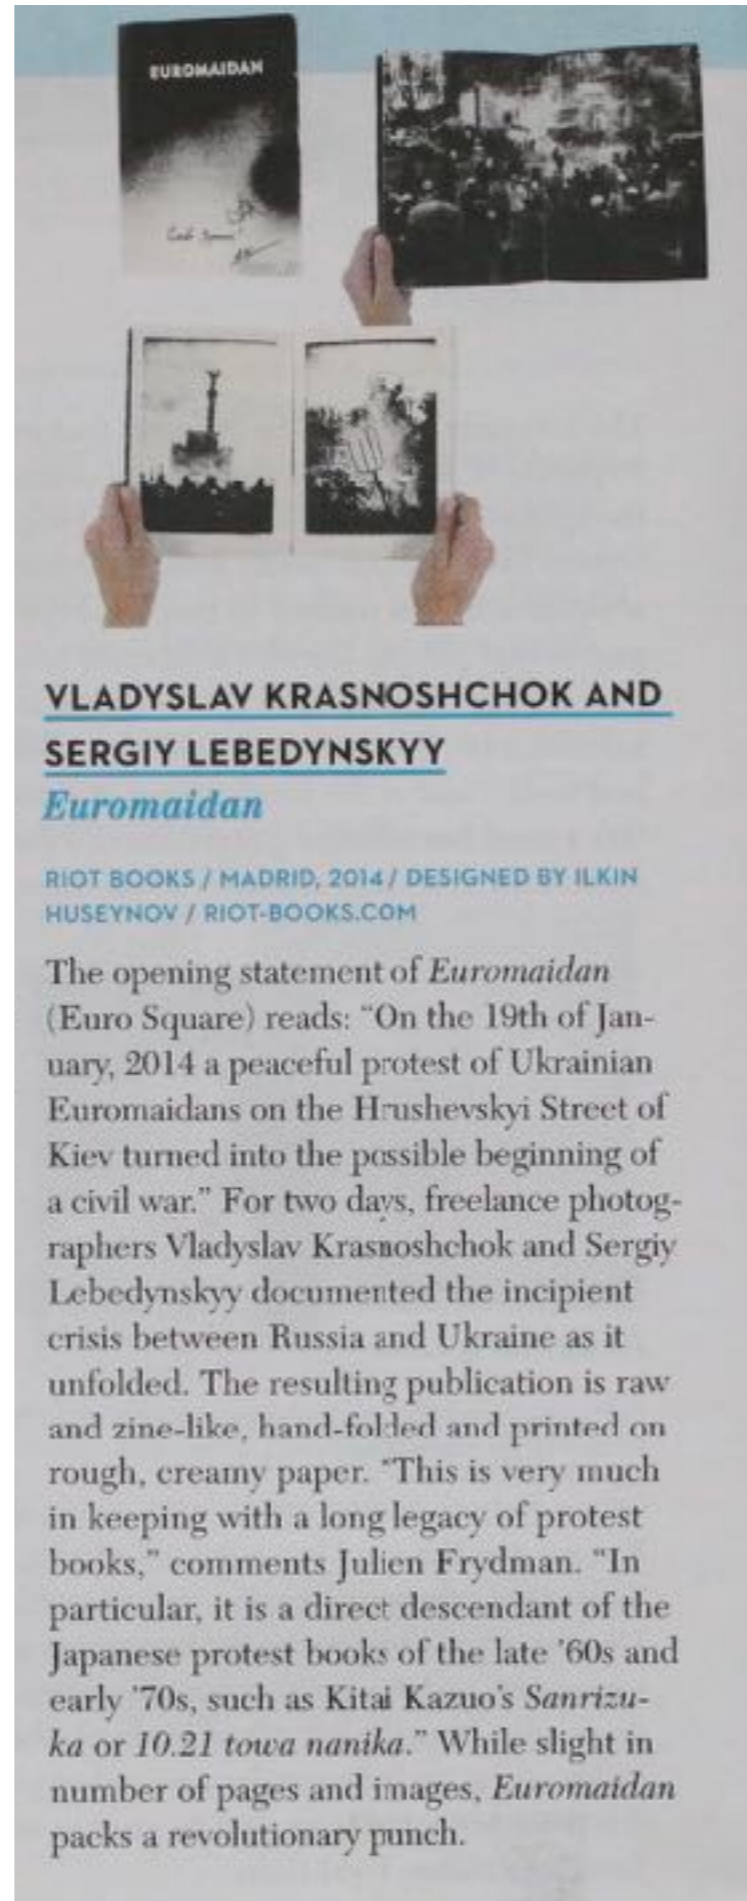 EUROMAIDAN
VLADYSLAV KRASNOSHCHOK AND
SERGIY LEBEDYNSKYY
Euromaidan
RIOT BOOKS / MADRID, 2014 / DESIGNED BY ILKIN
HUSEYNOV / RIOT-BOOKS.COM
The opening statement of Euromaidan
(Euro Square) reads: “On the 19th of Jan-
uary, 2014 a peaceful protest of Ukrainian
Euromaidans on the Hrushevskyi Street of
Kiev turned into the possible beginning of
a civil war.” For two days, freelance photog-
raphers Vladyslav Krasnoshchok and Sergiy
Lebedynskyy documented the incipient
crisis between Russia and Ukraine as it
unfolded. The resulting publication is raw
and zine-like, hand-folded and printed on
rough, creamy paper. “This is very much
in keeping with a long legacy of protest
books,” comments Julien Frydman. “In
particular, it is a direct descendant of the
Japanese protest books of the late ’60s and
early ’70s, such as Kitai Kazuo’s Sanrizu-
ka or 10.21 towa nanika.” While slight in
number of pages and images, Euromaidan
packs a revolutionary punch.